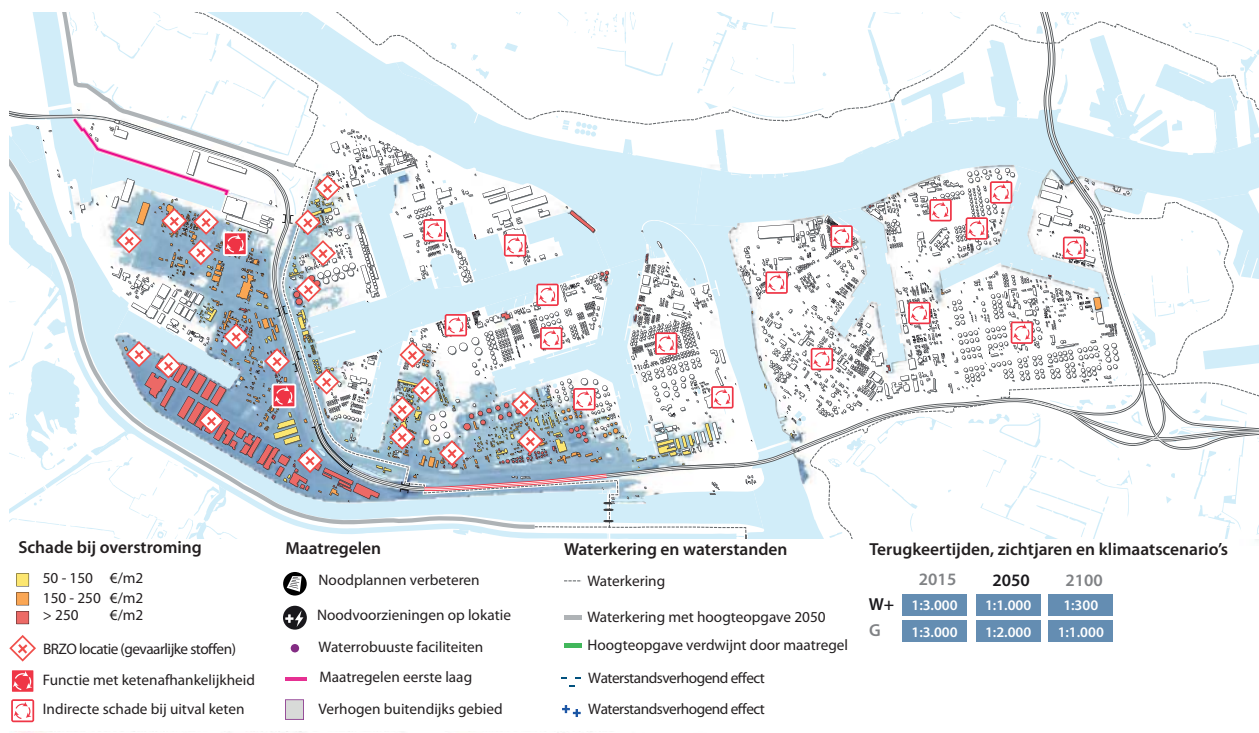 Schade bij overstroming
50 - 150 €/m2
150 - 250 €/m2
> 250 €/m2
BRZO locatie (gevaarlijke stoffen)
Functie met ketenafhankelijkheid
Indirecte schade bij uitval keten
Maatregelen
Noodplannen verbeteren
Noodvoorzieningen op lokatie
Waterrobuuste faciliteiten
Maatregelen eerste laag
Verhogen buitendijks gebied
Waterkering en waterstanden
Waterkering
Waterkering met hoogteopgave 2050
Hoogteopgave verdwijnt door maatregel
Waterstandsverhogend effect
Waterstandsverhogend effect
Terugkeertijden, zichtjaren en klimaatscenario's
2015 2050 2100
W+ 1:3.000 1:1.000 1:300
G 1:3.000 1:2.000 1:1.000